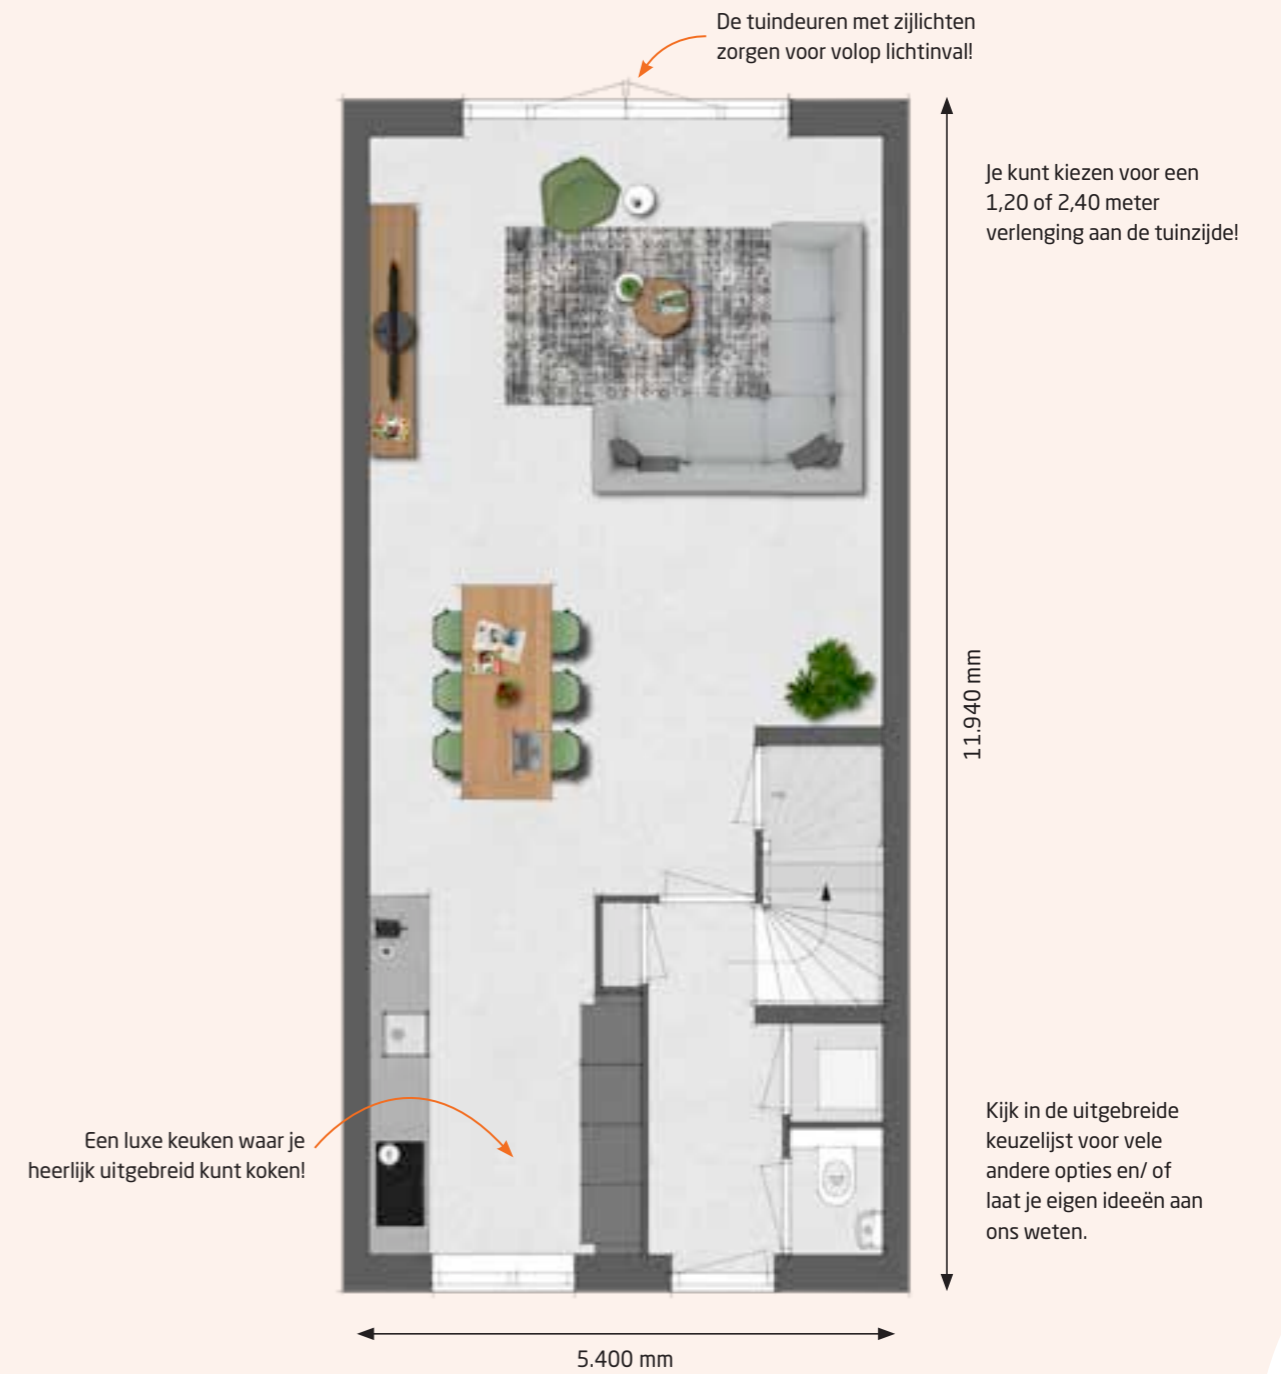 De tuindeuren met zijlichten
zorgen voor volop lichtinval!
Je kunt kiezen voor een
1,20 of 2,40 meter
verlenging aan de tuinzijde!
11.940 mm
Een luxe keuken waar je
heerlijk uitgebreid kunt koken!
Kijk in de uitgebreide
keuzelijst voor vele
andere opties en/ of
laat je eigen ideeën aan
ons weten.
5.400 mm